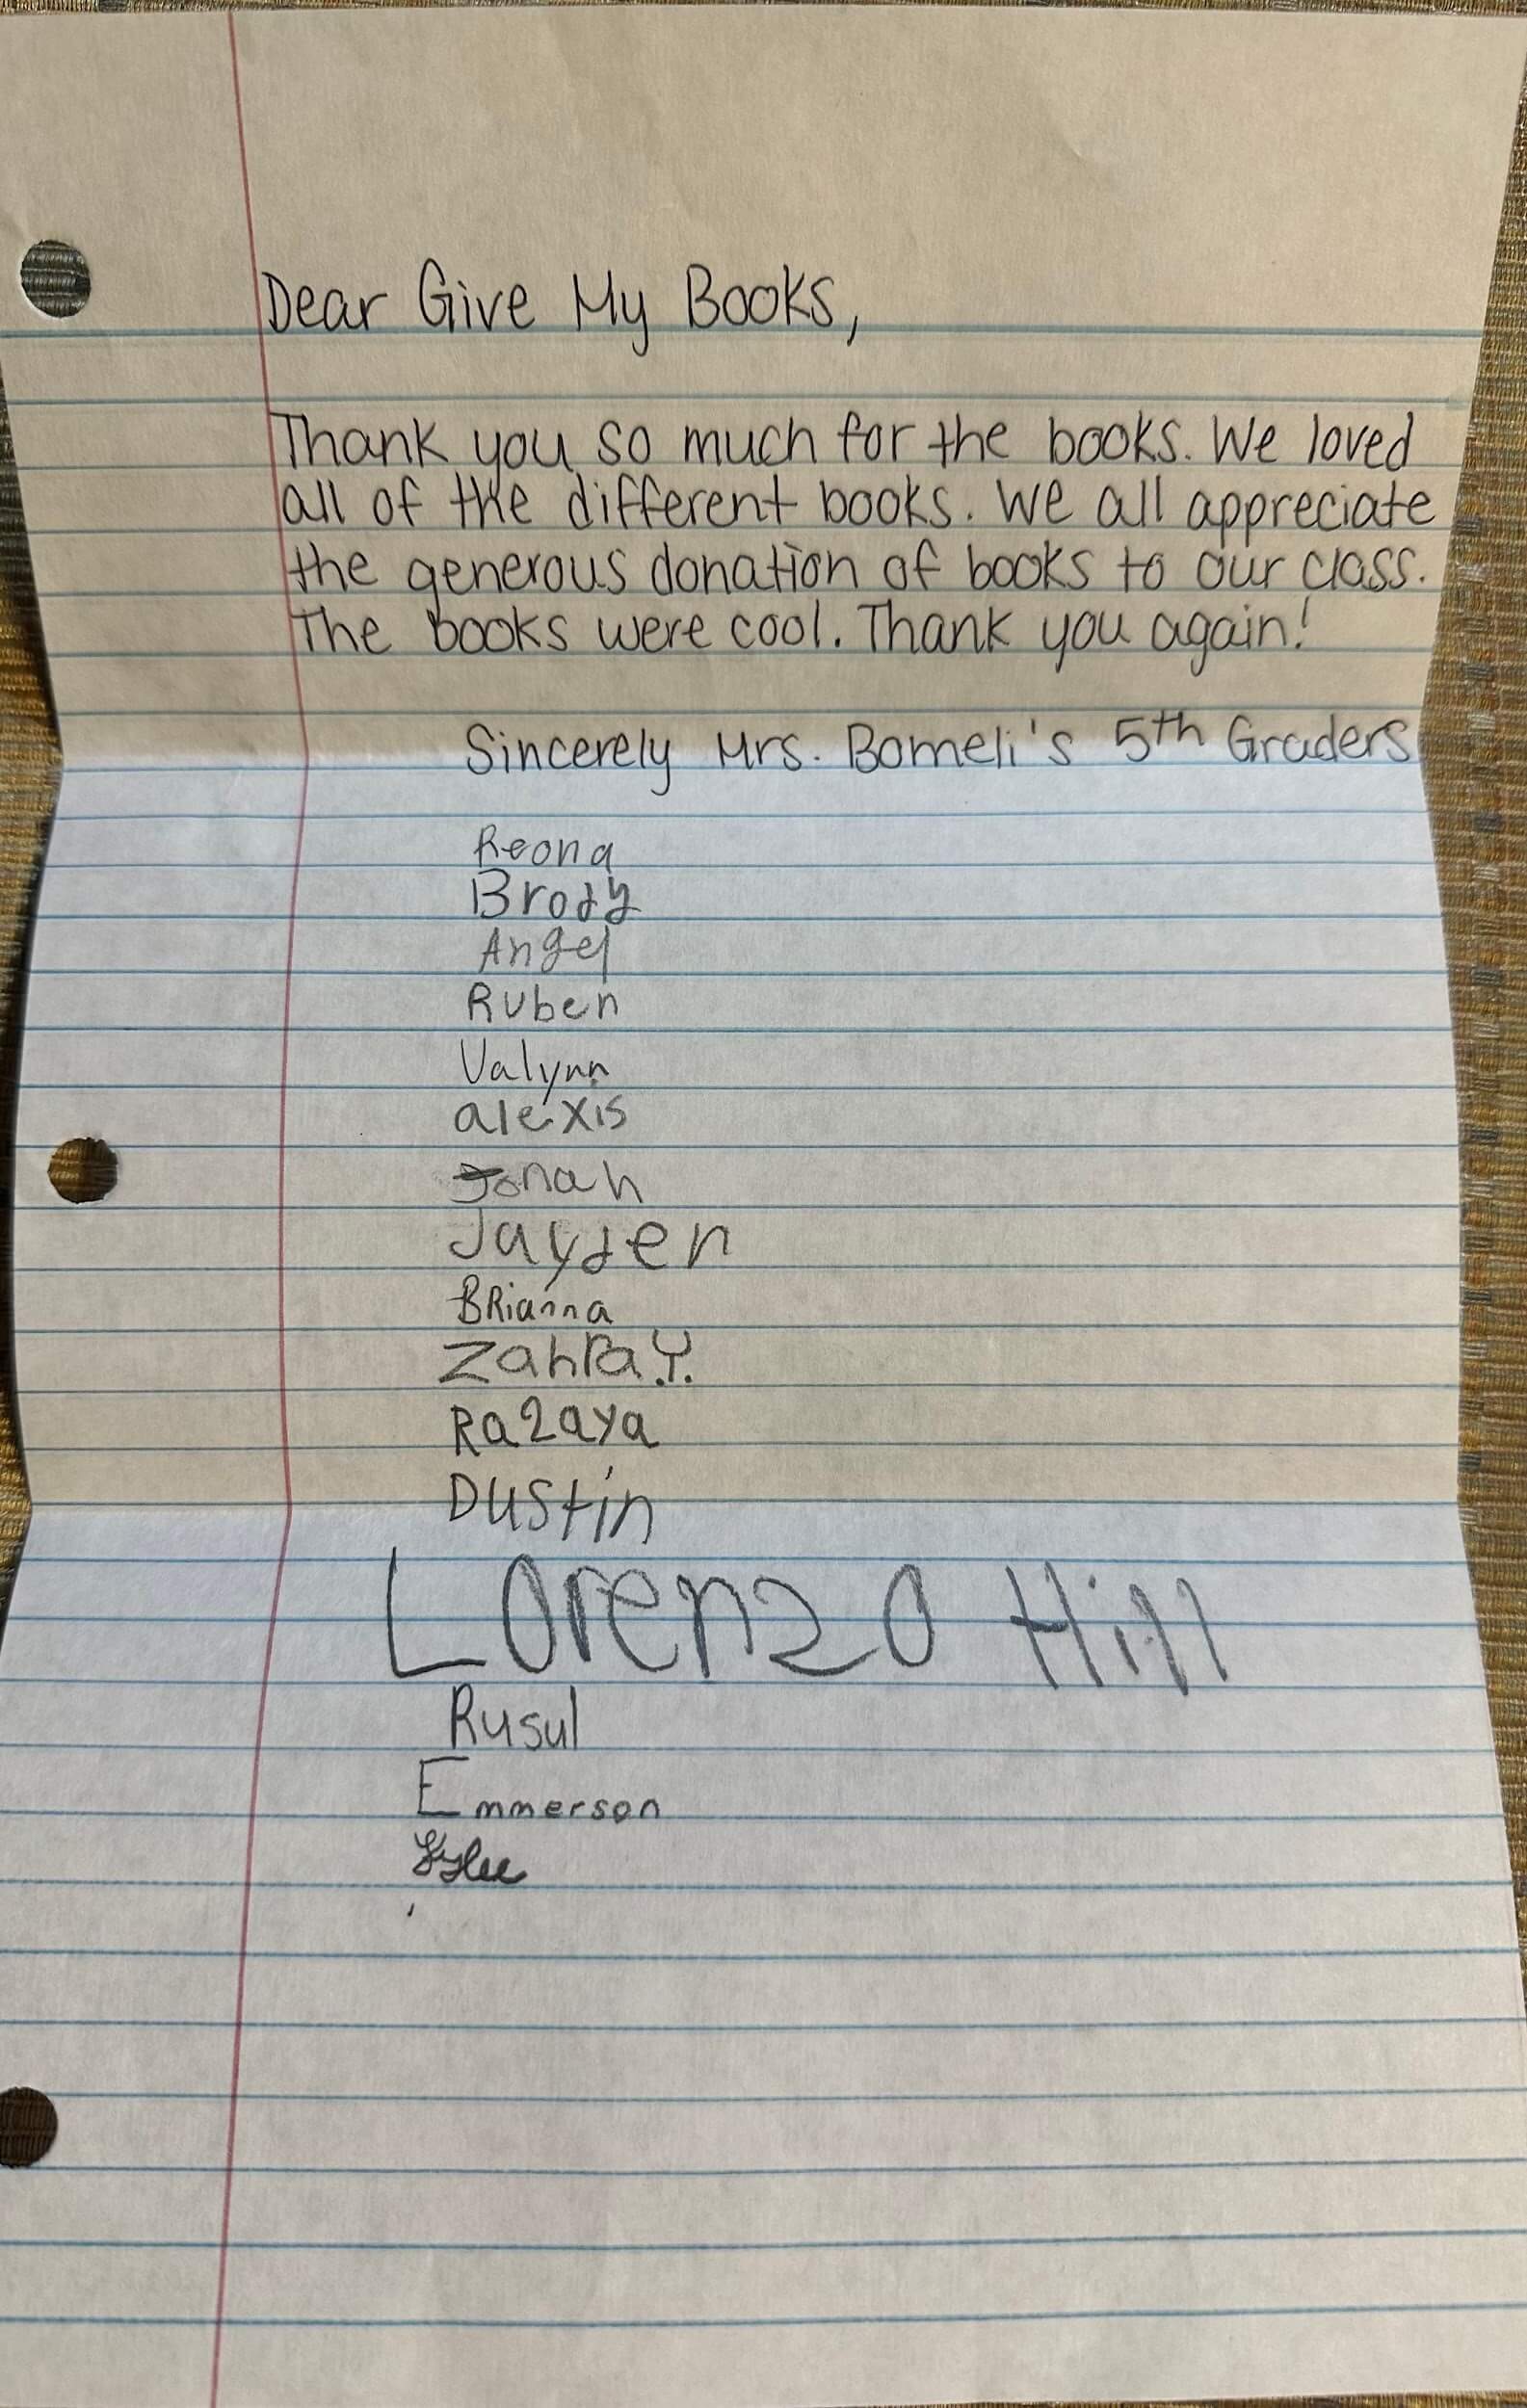 Dear Give My Books,
Thank you so much for the books. We loved
all of the different books. We all appreciate
the generous donation of books to our class.
The books were cool. Thank you again!
Sincerely Mrs. Bomeli's 5th Graders
Reona
Brody
Angel
Ruben
Valynn
alexis
Jonah
Jayden
BRianna
Zahra.Y.
Razaya
Dustin
Lorenzo Hill
Rusul
Emmerson